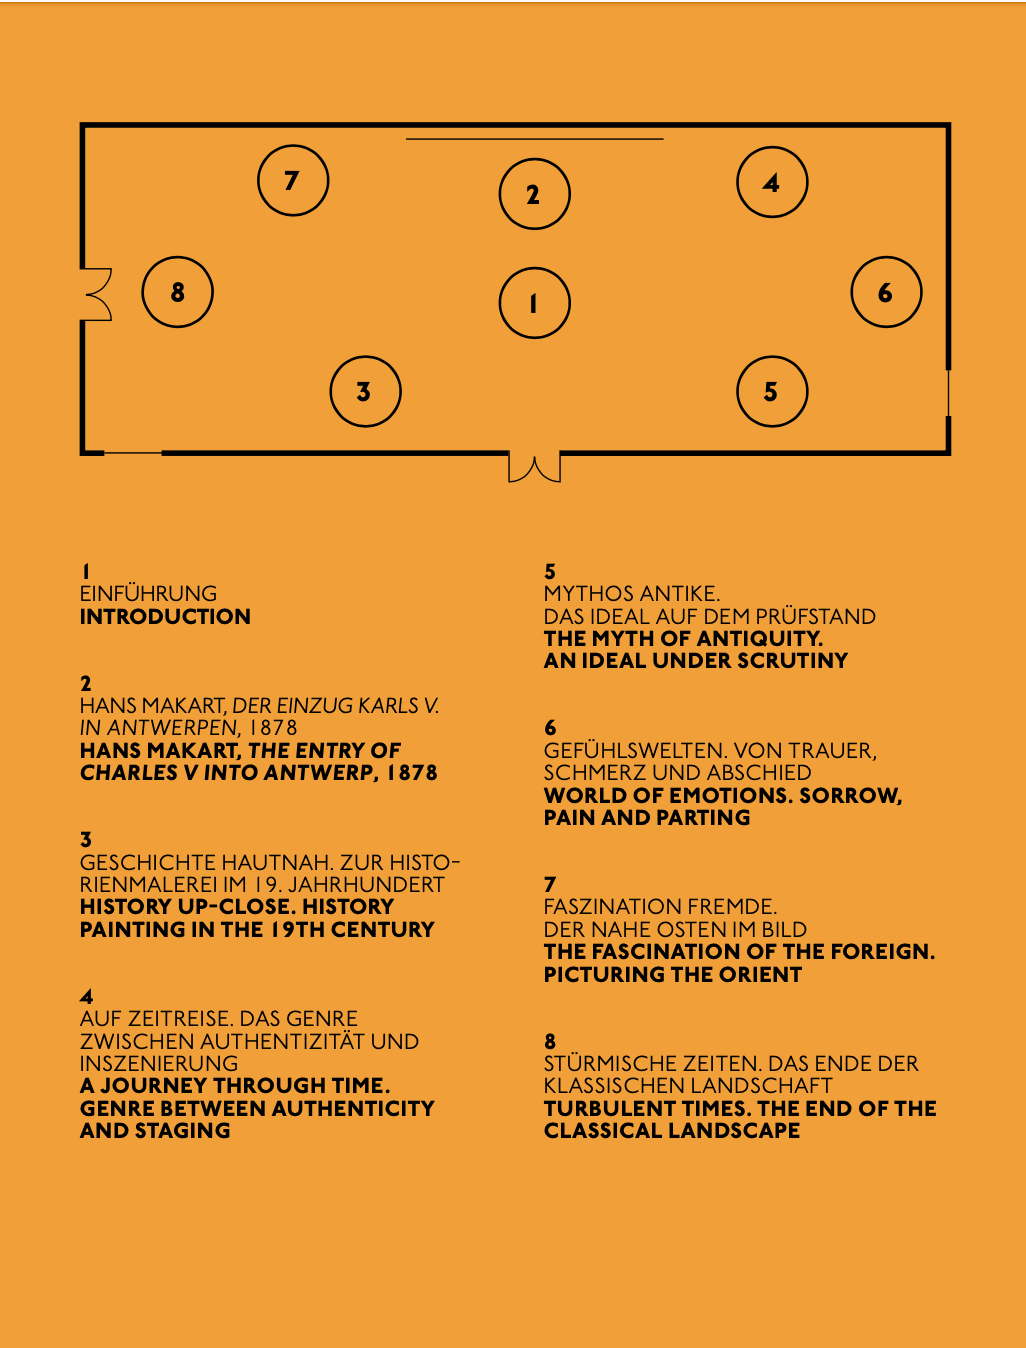 7
2
4
8
1
6
3
5
1
EINFÜHRUNG
INTRODUCTION
2
HANS MAKART, DER EINZUG KARLS V.
IN ANTWERPEN, 1878
HANS MAKART, THE ENTRY OF
CHARLES V INTO ANTWERP, 1878
3
GESCHICHTE HAUTNAH. ZUR HISTO-
RIENMALEREI IM 19. JAHRHUNDERT
HISTORY UP-CLOSE. HISTORY
PAINTING IN THE 19TH CENTURY
4
AUF ZEITREISE. DAS GENRE
ZWISCHEN AUTHENTIZITÄT UND
INSZENIERUNG
A JOURNEY THROUGH TIME.
GENRE BETWEEN AUTHENTICITY
AND STAGING
5
MYTHOS ANTIKE.
DAS IDEAL AUF DEM PRÜFSTAND
THE MYTH OF ANTIQUITY.
AN IDEAL UNDER SCRUTINY
6
GEFÜHLSWELTEN. VON TRAUER,
SCHMERZ UND ABSCHIED
WORLD OF EMOTIONS. SORROW,
PAIN AND PARTING
7
FASZINATION FREMDE.
DER NAHE OSTEN IM BILD
THE FASCINATION OF THE FOREIGN.
PICTURING THE ORIENT
8
STÜRMISCHE ZEITEN. DAS ENDE DER
KLASSISCHEN LANDSCHAFT
TURBULENT TIMES. THE END OF THE
CLASSICAL LANDSCAPE